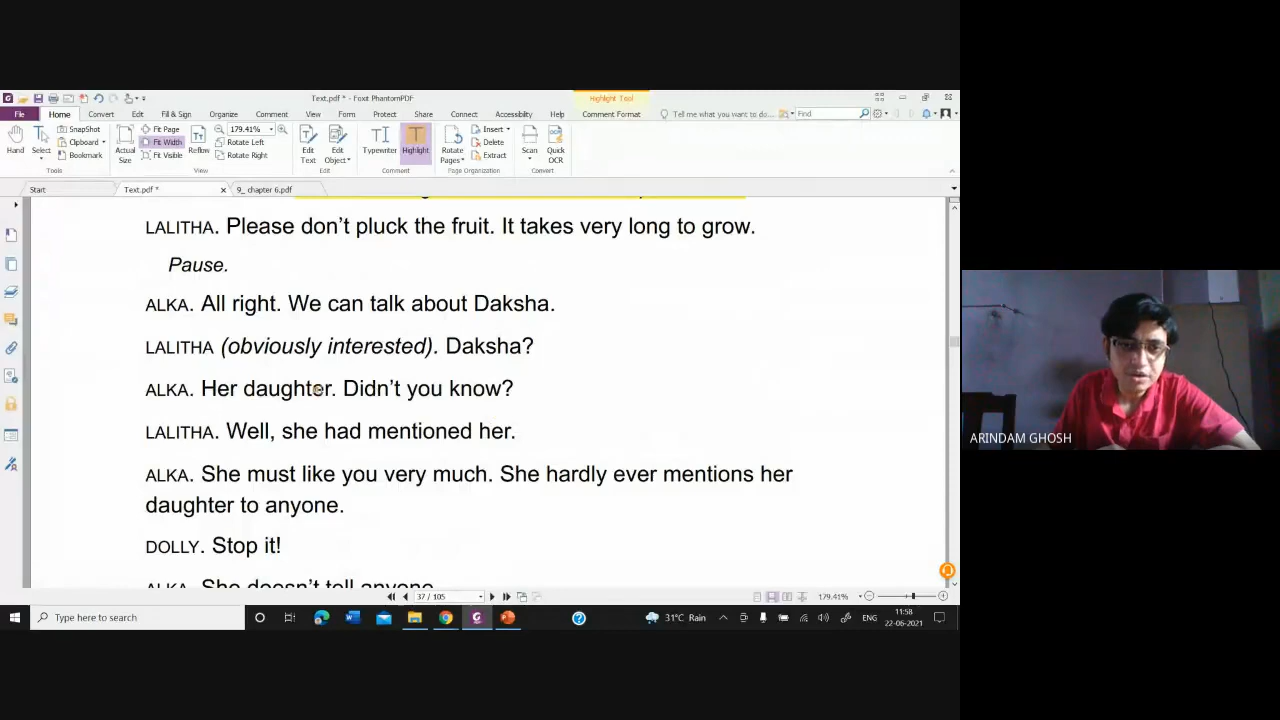 Text.pdf * - Foxit PhantomPDF
Highlight Tool
File Home Convert Edit Fill & Sign Organize Comment View Form Protect Share Connect Accessibility Help Comment Format Tell me what you want to do... Find
SnapShot Fit Page 179.41% Rotate Left Insert
Clipboard Fit Width Delete
Bookmark Fit Visible Rotate Right Extract
Hand Select Actual Size Reflow Edit Text Edit Object Typewriter Highlight Rotate Pages Scan Quick OCR
Tools View Edit Comment Page Organization Convert
Start Text.pdf * 9_ chapter 6.pdf
LALITHA. Please don't pluck the fruit. It takes very long to grow.
Pause.
ALKA. All right. We can talk about Daksha.
LALITHA (obviously interested). Daksha?
ALKA. Her daughter. Didn't you know?
LALITHA. Well, she had mentioned her.
ALKA. She must like you very much. She hardly ever mentions her
daughter to anyone.
DOLLY. Stop it!
ALKA. She doesn't tell anyone
37 / 105 179.41%
Type here to search 31°C Rain ENG 11:58
22-06-2021
ARINDAM GHOSH